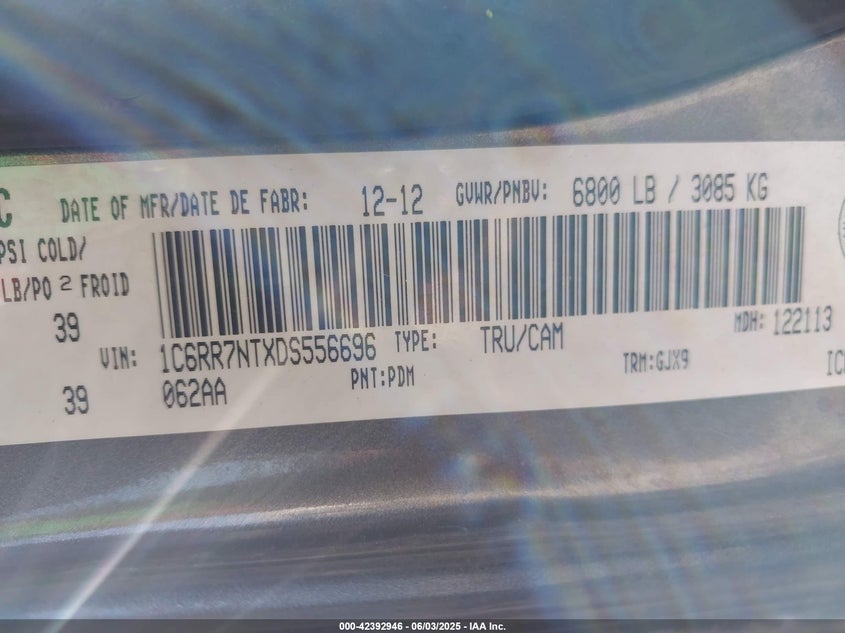 C
DATE OF MFR/DATE DE FABR: 12-12 GVWR/PNBV: 6800 LB / 3085 KG
PSI COLD/
LB/PO 2 FROID
39
VIN: 1C6RR7NTXDS556696 TYPE: TRU/CAM MDH: 122113
39
062AA PNT:PDM TRM:GJX9
000-42392946 - 06/03/2025 - IAA Inc.